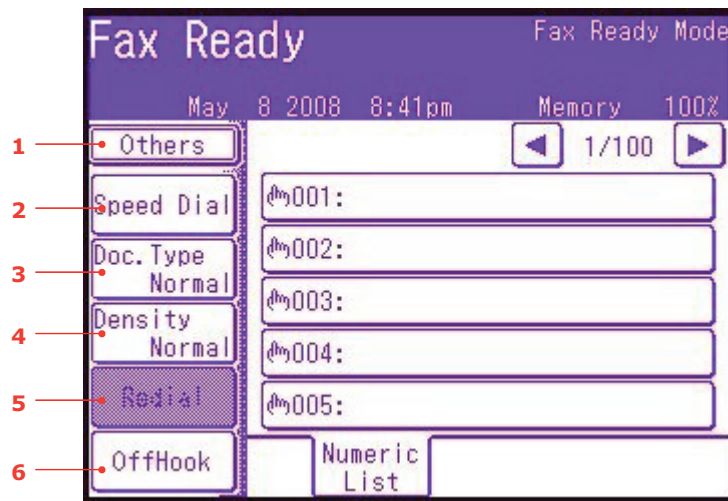 Fax Ready
Fax Ready Mode
May 8 2008 8:41pm Memory 100%
1 Others 1/100
2 Speed Dial 001:
3 Doc.Type Normal 002:
003:
4 Density Normal 004:
5 Redial 005:
6 OffHook Numeric List